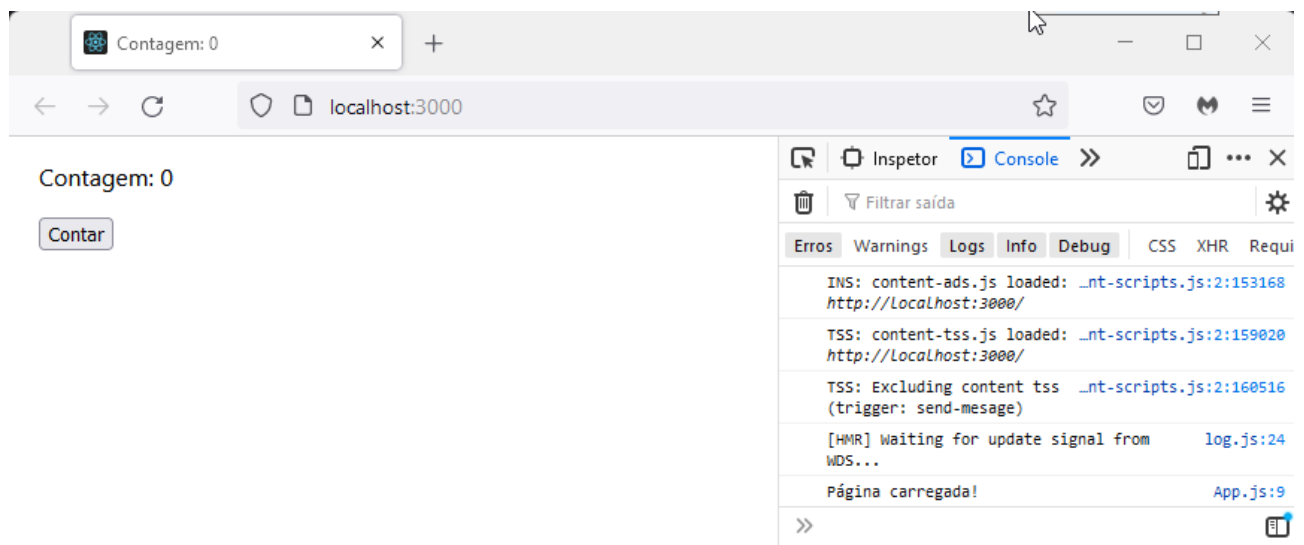 Contagem: 0
localhost:3000
Contagem: 0
Contar
Inspetor Console
Filtrar saída
Erros Warnings Logs Info Debug CSS XHR Requi
INS: content-ads.js loaded: …nt-scripts.js:2:153168
http://localhost:3000/
TSS: content-tss.js loaded: …nt-scripts.js:2:159020
http://localhost:3000/
TSS: Excluding content tss …nt-scripts.js:2:160516
(trigger: send-mesage)
[HMR] Waiting for update signal from log.js:24
WDS...
Página carregada! App.js:9